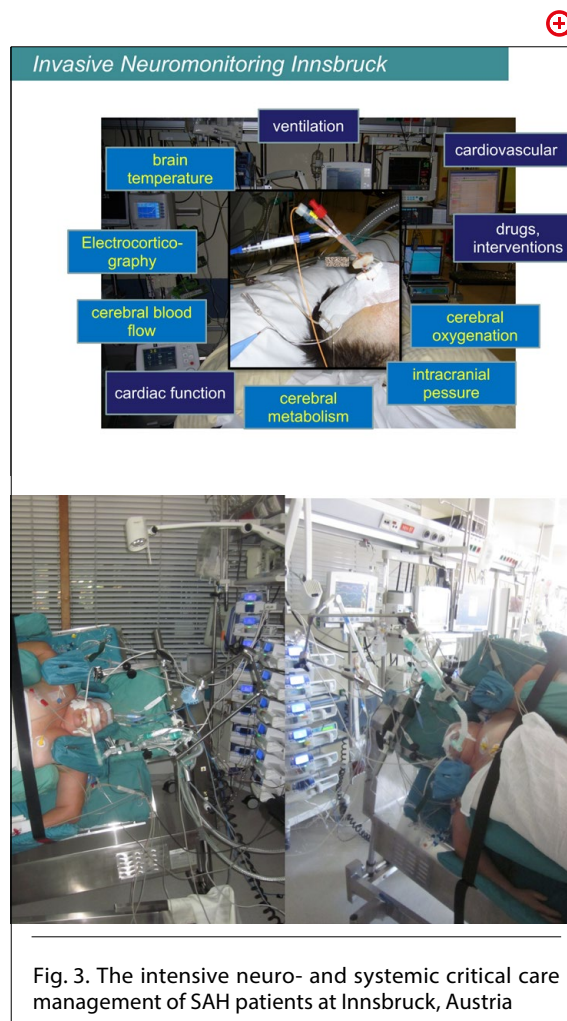 Invasive Neuromonitoring Innsbruck
ventilation
brain
temperature
cardiovascular
Electrocortico-
graphy
drugs,
interventions
cerebral blood
flow
cerebral
oxygenation
cardiac function
cerebral
metabolism
intracranial
pessure
Fig. 3. The intensive neuro- and systemic critical care
management of SAH patients at Innsbruck, Austria